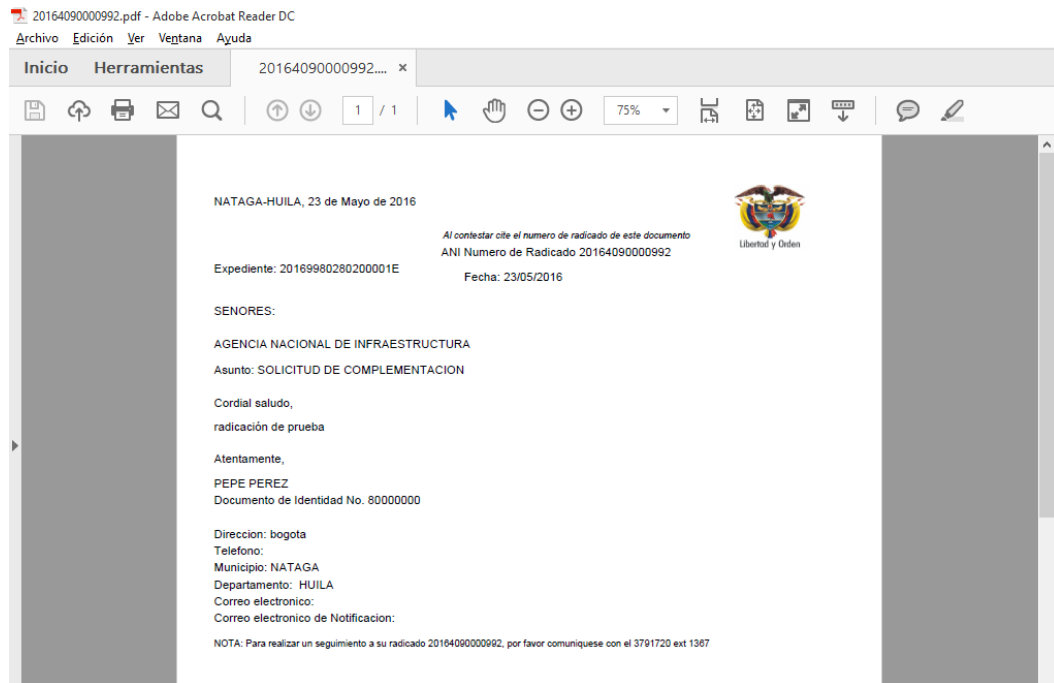 20164090000992.pdf - Adobe Acrobat Reader DC
Archivo Edición Ver Ventana Ayuda
Inicio Herramientas 20164090000992.... ×
1 / 1 75%
NATAGA-HUILA, 23 de Mayo de 2016
Al contestar cite el numero de radicado de este documento
ANI Numero de Radicado 20164090000992
Libertad y Orden
Expediente: 20169980280200001E
Fecha: 23/05/2016
SENORES:
AGENCIA NACIONAL DE INFRAESTRUCTURA
Asunto: SOLICITUD DE COMPLEMENTACION
Cordial saludo,
radicación de prueba
Atentamente,
PEPE PEREZ
Documento de Identidad No. 80000000
Direccion: bogota
Telefono:
Municipio: NATAGA
Departamento: HUILA
Correo electronico:
Correo electronico de Notificacion:
NOTA: Para realizar un seguimiento a su radicado 20164090000992, por favor comuniquese con el 3791720 ext 1367